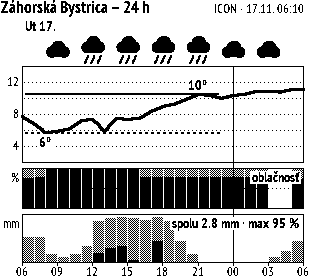 Záhorská Bystrica – 24 h ICON · 17.11. 06:10
Ut 17.
12
10°
8
6°
4
%
oblačnosť
mm
spolu 2.8 mm · max 95 %
06 09 12 15 18 21 00 03 06